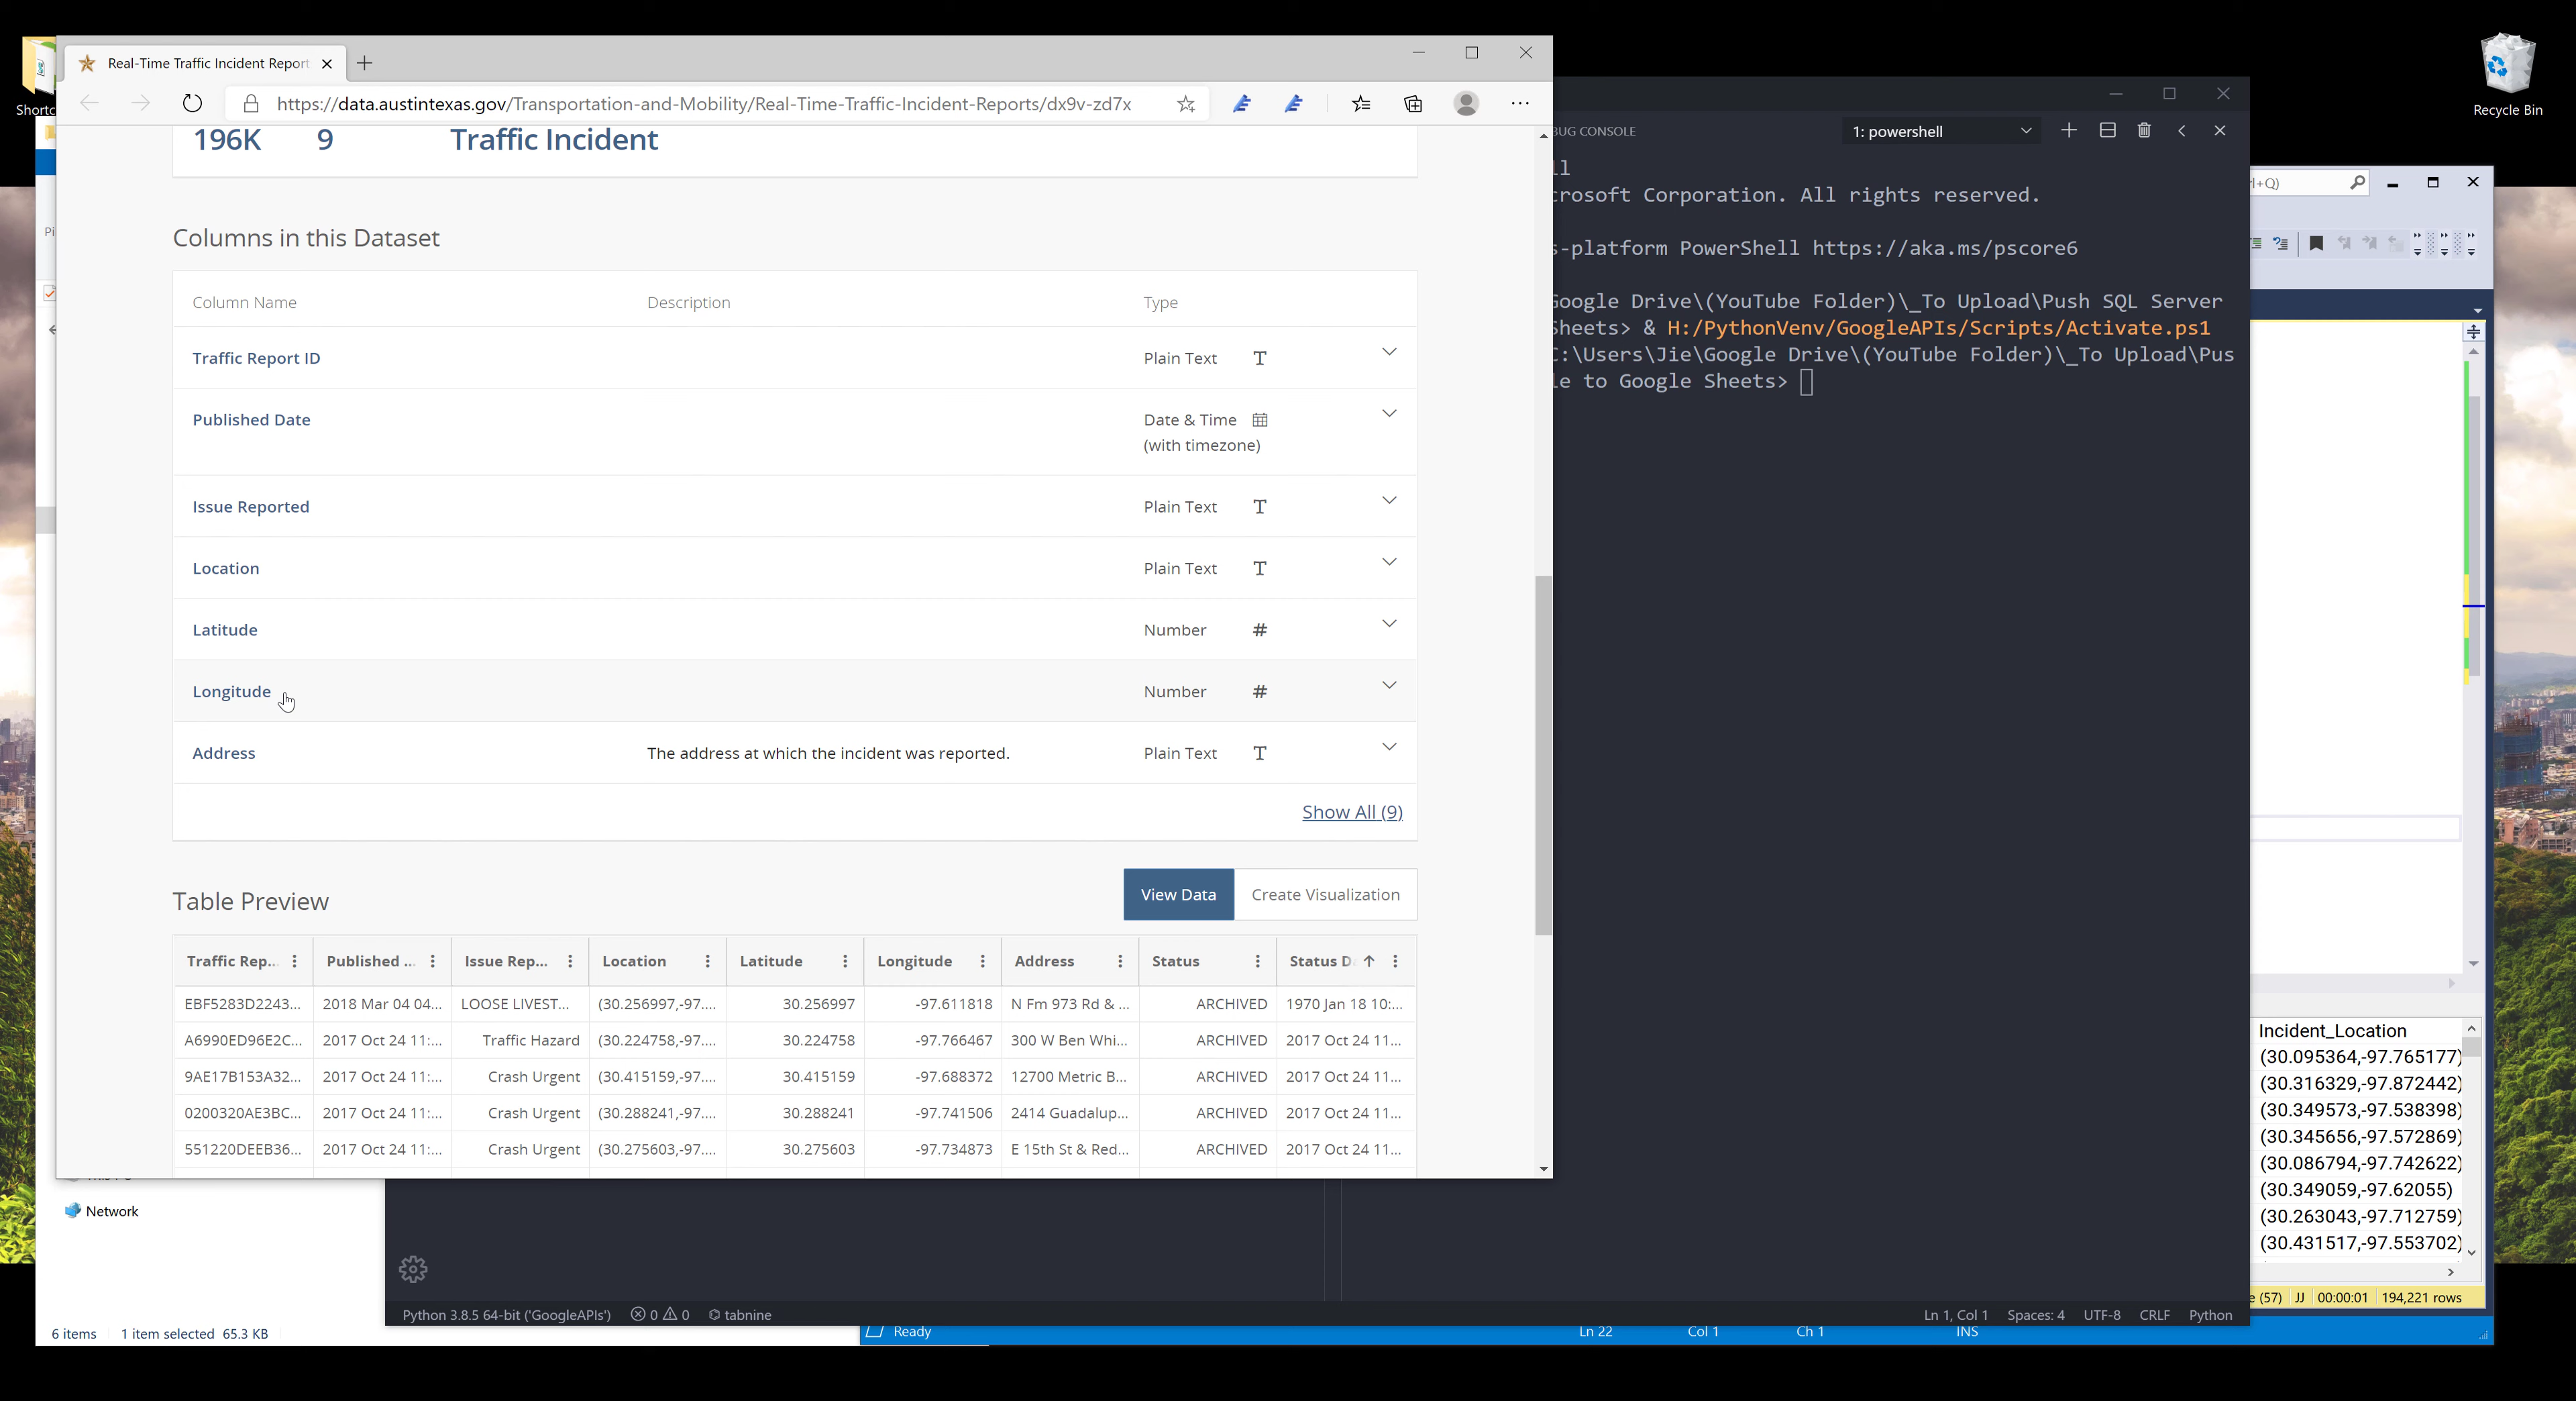 Shortc
Recycle Bin
Real-Time Traffic Incident Report
https://data.austintexas.gov/Transportation-and-Mobility/Real-Time-Traffic-Incident-Reports/dx9v-zd7x
196K 9 Traffic Incident
Columns in this Dataset
Column Name Description Type
Traffic Report ID Plain Text
Published Date Date & Time
(with timezone)
Issue Reported Plain Text
Location Plain Text
Latitude Number #
Longitude Number #
Address The address at which the incident was reported. Plain Text
Show All (9)
Table Preview
View Data Create Visualization
Traffic Rep... Published ... Issue Rep... Location Latitude Longitude Address Status Status D
EBF5283D2243... 2018 Mar 04 04... LOOSE LIVEST... (30.256997,-97.... 30.256997 -97.611818 N Fm 973 Rd & ... ARCHIVED 1970 Jan 18 10:...
A6990ED96E2C... 2017 Oct 24 11:... Traffic Hazard (30.224758,-97.... 30.224758 -97.766467 300 W Ben Whi... ARCHIVED 2017 Oct 24 11...
9AE17B153A32... 2017 Oct 24 11:... Crash Urgent (30.415159,-97.... 30.415159 -97.688372 12700 Metric B... ARCHIVED 2017 Oct 24 11...
0200320AE3BC... 2017 Oct 24 11:... Crash Urgent (30.288241,-97.... 30.288241 -97.741506 2414 Guadalup... ARCHIVED 2017 Oct 24 11...
551220DEEB36... 2017 Oct 24 11:... Crash Urgent (30.275603,-97.... 30.275603 -97.734873 E 15th St & Red... ARCHIVED 2017 Oct 24 11...
BUG CONSOLE 1: powershell
ll
crosoft Corporation. All rights reserved.
s-platform PowerShell https://aka.ms/pscore6
Google Drive\(YouTube Folder)\_To Upload\Push SQL Server
Sheets> & H:/PythonVenv/GoogleAPIs/Scripts/Activate.ps1
C:\Users\Jie\Google Drive\(YouTube Folder)\_To Upload\Pus
le to Google Sheets>
l+Q)
Pi
Incident_Location
(30.095364,-97.765177)
(30.316329,-97.872442)
(30.349573,-97.538398)
(30.345656,-97.572869)
(30.086794,-97.742622)
(30.349059,-97.62055)
(30.263043,-97.712759)
(30.431517,-97.553702)
e (57) JJ 00:00:01 194,221 rows
Network
Python 3.8.5 64-bit ('GoogleAPIs') 0 0 tabnine Ln 1, Col 1 Spaces: 4 UTF-8 CRLF Python
6 items 1 item selected 65.3 KB
Ready Ln 22 Col 1 Ch 1 INS